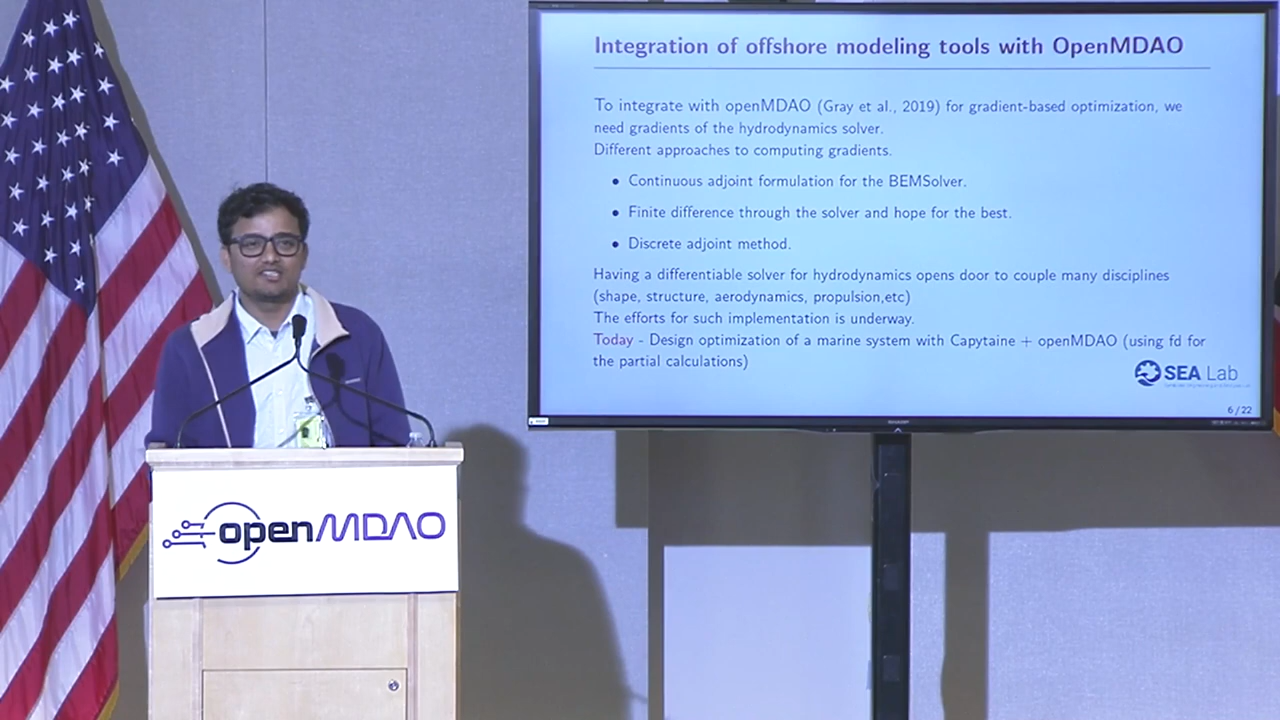 Integration of offshore modeling tools with OpenMDAO
To integrate with openMDAO (Gray et al., 2019) for gradient-based optimization, we
need gradients of the hydrodynamics solver.
Different approaches to computing gradients.
• Continuous adjoint formulation for the BEMSolver.
• Finite difference through the solver and hope for the best.
• Discrete adjoint method.
Having a differentiable solver for hydrodynamics opens door to couple many disciplines
(shape, structure, aerodynamics, propulsion,etc)
The efforts for such implementation is underway.
Today - Design optimization of a marine system with Capytaine + openMDAO (using fd for
the partial calculations)
SEA Lab
6 / 22
openMDAO